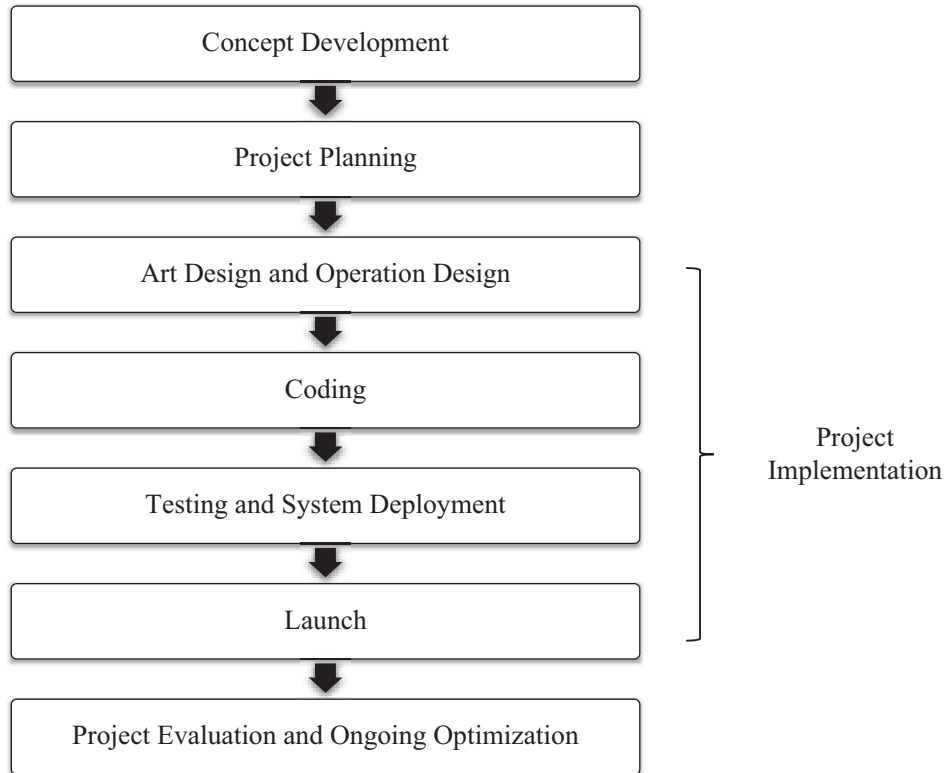 Concept Development
Project Planning
Art Design and Operation Design
Coding
Testing and System Deployment
Launch
Project Evaluation and Ongoing Optimization
Project
Implementation